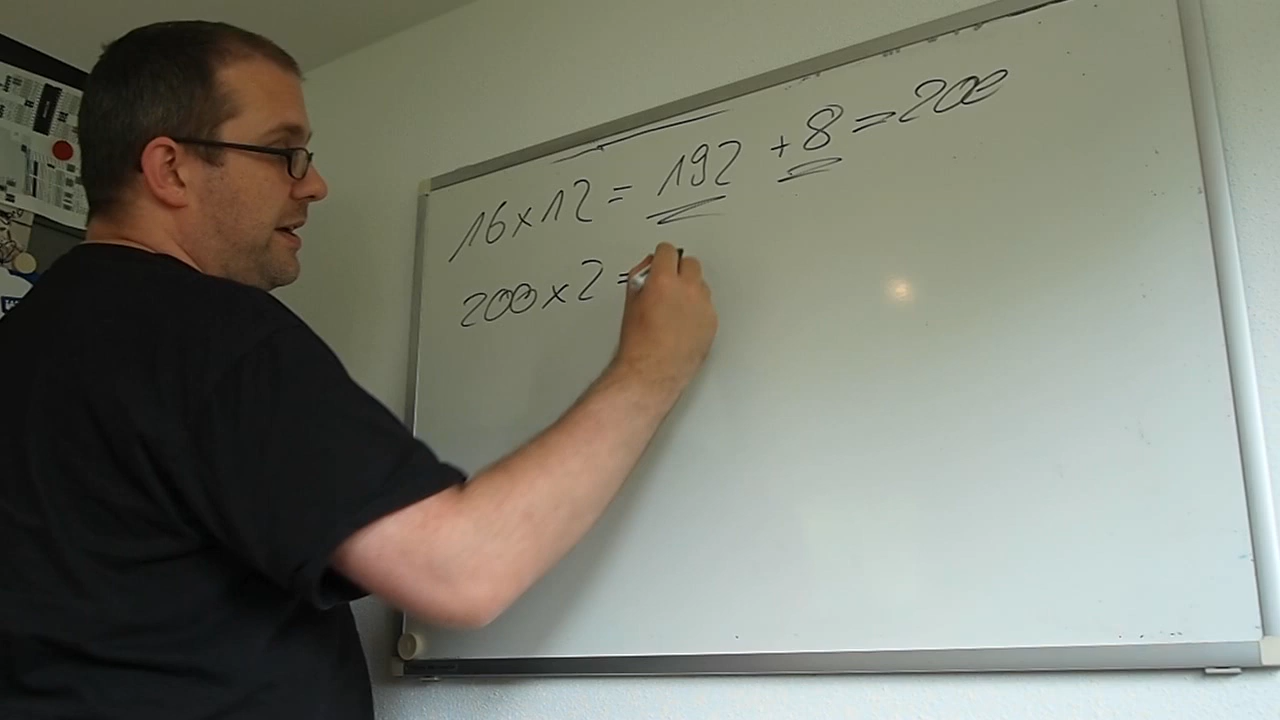 16 x 12 = 192 + 8 = 200
200 x 2 =